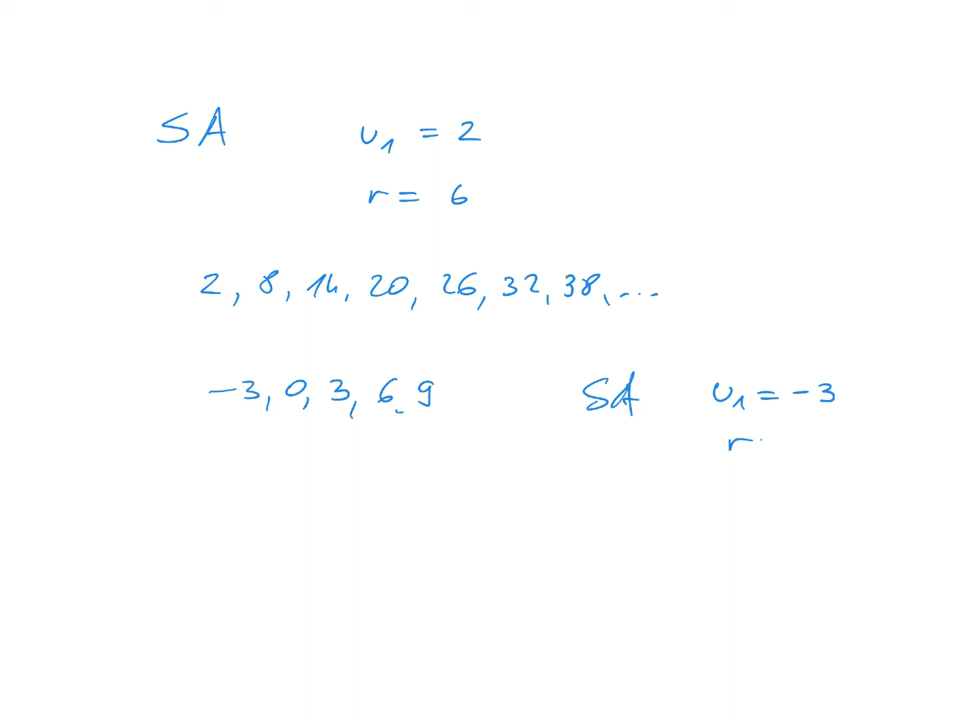 SA u₁ = 2
r = 6
2, 8, 14, 20, 26, 32, 38, ...
-3, 0, 3, 6, 9 SA u₁ = -3
r